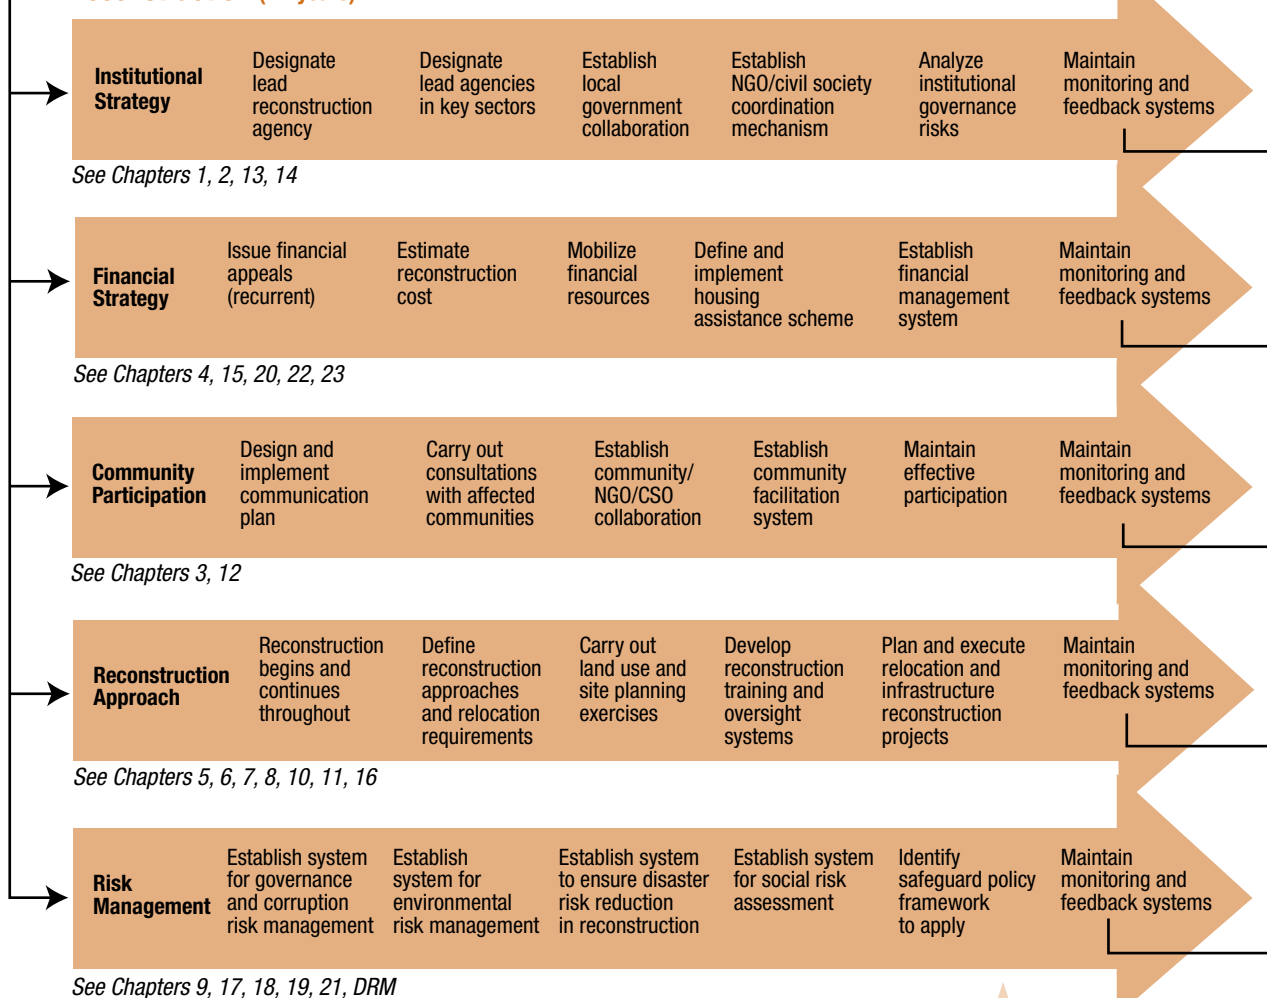 Institutional
Strategy
Designate
lead
reconstruction
agency
Designate
lead agencies
in key sectors
Establish
local
government
collaboration
Establish
NGO/civil society
coordination
mechanism
Analyze
institutional
governance
risks
Maintain
monitoring and
feedback systems
See Chapters 1, 2, 13, 14
Financial
Strategy
Issue financial
appeals
(recurrent)
Estimate
reconstruction
cost
Mobilize
financial
resources
Define and
implement
housing
assistance scheme
Establish
financial
management
system
Maintain
monitoring and
feedback systems
See Chapters 4, 15, 20, 22, 23
Community
Participation
Design and
implement
communication
plan
Carry out
consultations
with affected
communities
Establish
community/
NGO/CSO
collaboration
Establish
community
facilitation
system
Maintain
effective
participation
Maintain
monitoring and
feedback systems
See Chapters 3, 12
Reconstruction
Approach
Reconstruction
begins and
continues
throughout
Define
reconstruction
approaches
and relocation
requirements
Carry out
land use and
site planning
exercises
Develop
reconstruction
training and
oversight
systems
Plan and execute
relocation and
infrastructure
reconstruction
projects
Maintain
monitoring and
feedback systems
See Chapters 5, 6, 7, 8, 10, 11, 16
Risk
Management
Establish system
for governance
and corruption
risk management
Establish
system for
environmental
risk management
Establish system
to ensure disaster
risk reduction
in reconstruction
Establish system
for social risk
assessment
Identify
safeguard policy
framework
to apply
Maintain
monitoring and
feedback systems
See Chapters 9, 17, 18, 19, 21, DRM